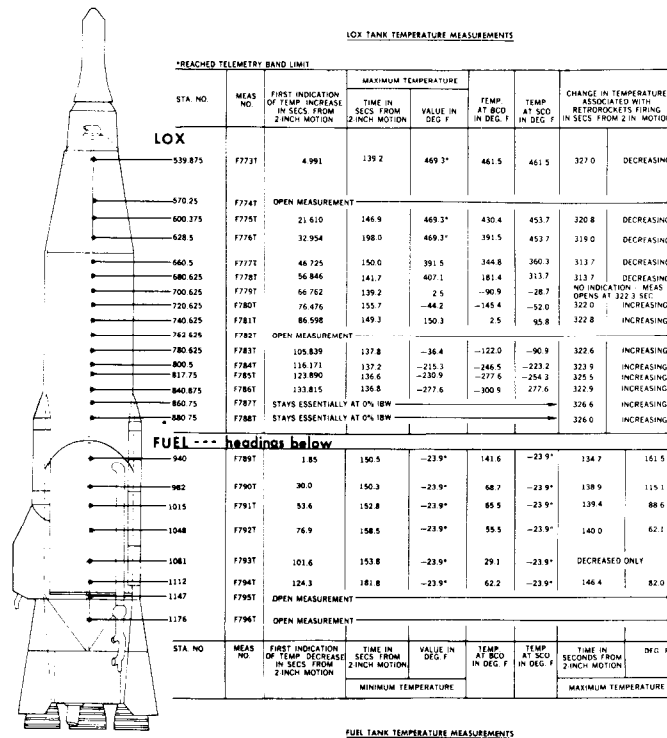 LOX TANK TEMPERATURE MEASUREMENTS
*REACHED TELEMETRY BAND LIMIT
STA. NO. MEAS NO. FIRST INDICATION OF TEMP INCREASE IN SECS FROM 2-INCH MOTION MAXIMUM TEMPERATURE TIME IN SECS FROM 2-INCH MOTION VALUE IN DEG F TEMP. AT BCO IN DEG. F TEMP AT SCO IN DEG. F CHANGE IN TEMPERATURE ASSOCIATED WITH RETROROCKETS FIRING IN SECS FROM 2 IN MOTION
LOX
539.875 F773T 4.991 139.2 469.3* 461.5 461.5 327.0 DECREASING
570.25 F774T OPEN MEASUREMENT
600.375 F775T 21.610 146.9 469.3* 430.4 453.7 320.8 DECREASING
628.5 F776T 32.954 198.0 469.3* 391.5 453.7 319.0 DECREASING
660.5 F777T 46.725 150.0 391.5 344.8 360.3 313.7 DECREASING
680.625 F778T 56.846 141.7 407.1 181.4 313.7 313.7 DECREASING
700.625 F779T 66.762 139.2 2.5 -90.9 -28.7 NO INDICATION - MEAS OPENS AT 322.3 SEC
720.625 F780T 76.476 155.7 -44.2 -145.4 -52.0 322.0 INCREASING
740.625 F781T 86.598 149.3 150.3 2.5 95.8 322.8 INCREASING
762.625 F782T OPEN MEASUREMENT
780.625 F783T 105.839 137.8 -36.4 -122.0 -90.9 322.6 INCREASING
800.5 F784T 116.171 137.2 -215.3 -246.5 -223.2 323.9 INCREASING
817.75 F785T 123.890 136.6 -230.9 -277.6 -254.3 325.5 INCREASING
840.875 F786T 133.815 136.8 -277.6 -300.9 277.6 322.9 INCREASING
860.75 F787T STAYS ESSENTIALLY AT 0% IBW 326.6 INCREASING
880.75 F788T STAYS ESSENTIALLY AT 0% IBW 326.0 INCREASING
FUEL --- headings below
940 F789T 1.85 150.5 -23.9* 141.6 -23.9* 134.7 161.5
982 F790T 30.0 150.3 -23.9* 68.7 -23.9* 138.9 115.1
1015 F791T 53.6 152.8 -23.9* 65.5 -23.9* 139.4 88.6
1048 F792T 76.9 158.5 -23.9* 55.5 -23.9* 140.0 62.1
1081 F793T 101.6 153.8 -23.9* 29.1 -23.9* DECREASED ONLY
1112 F794T 124.3 181.8 -23.9* 62.2 -23.9* 146.4 82.0
1147 F795T OPEN MEASUREMENT
1176 F796T OPEN MEASUREMENT
STA. NO MEAS NO. FIRST INDICATION OF TEMP DECREASE IN SECS FROM 2-INCH MOTION TIME IN SECS FROM 2-INCH MOTION VALUE IN DEG. F TEMP AT BCO IN DEG. F TEMP AT SCO IN DEG. F TIME IN SECONDS FROM 2-INCH MOTION DEG. F
MINIMUM TEMPERATURE MAXIMUM TEMPERATURE
FUEL TANK TEMPERATURE MEASUREMENTS